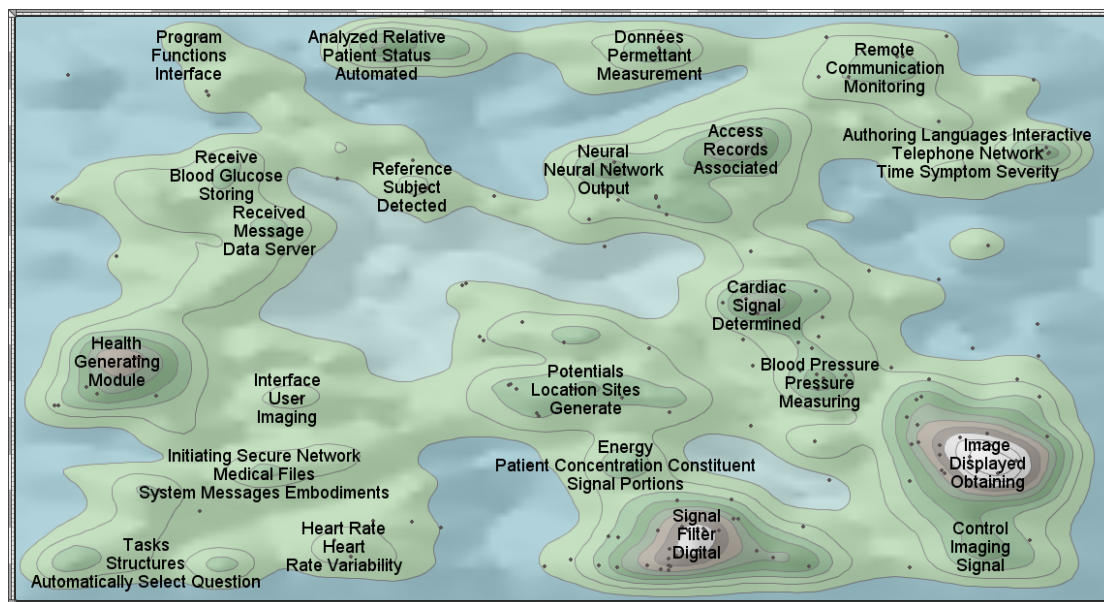 Program
Functions
Interface
Analyzed Relative
Patient Status
Automated
Données
Permettant
Measurement
Remote
Communication
Monitoring
Receive
Blood Glucose
Storing
Reference
Subject
Detected
Neural
Neural Network
Output
Access
Records
Associated
Authoring Languages Interactive
Telephone Network
Time Symptom Severity
Received
Message
Data Server
Cardiac
Signal
Determined
Health
Generating
Module
Interface
User
Imaging
Potentials
Location Sites
Generate
Blood Pressure
Pressure
Measuring
Initiating Secure Network
Medical Files
System Messages Embodiments
Energy
Patient Concentration Constituent
Signal Portions
Image
Displayed
Obtaining
Tasks
Structures
Automatically Select Question
Heart Rate
Heart
Rate Variability
Signal
Filter
Digital
Control
Imaging
Signal